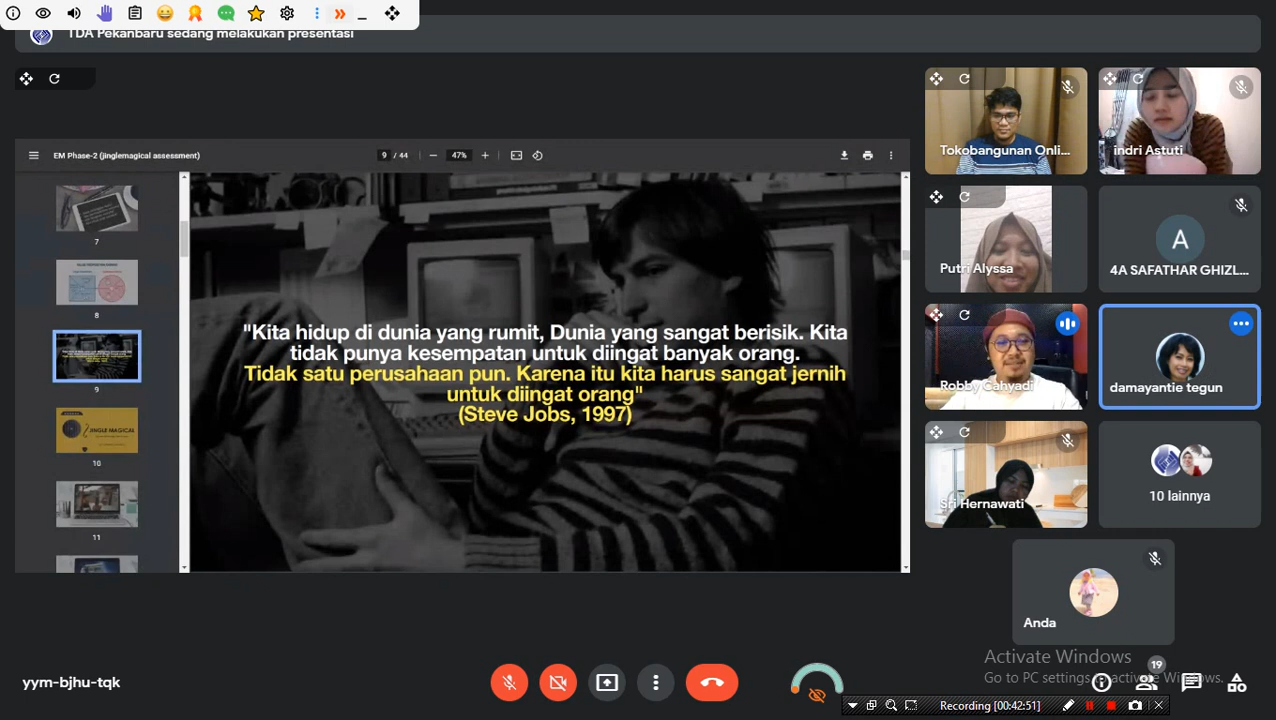 TDA Pekanbaru sedang melakukan presentasi
EM Phase-2 (jinglemagical assessment)
9 / 44
47%
7
8
9
JINGLE MAGICAL
10
11
"Kita hidup di dunia yang rumit, Dunia yang sangat berisik. Kita
tidak punya kesempatan untuk diingat banyak orang.
Tidak satu perusahaan pun. Karena itu kita harus sangat jernih
untuk diingat orang"
(Steve Jobs, 1997)
Tokobangunan Onli...
indri Astuti
Putri Alyssa
A
4A SAFATHAR GHIZL...
Robby Cahyadi
damayantie tegun
Sri Hernawati
10 lainnya
Anda
Activate Windows
Go to PC settings to activate Windows.
yym-bjhu-tqk
19
Recording [00:42:51]